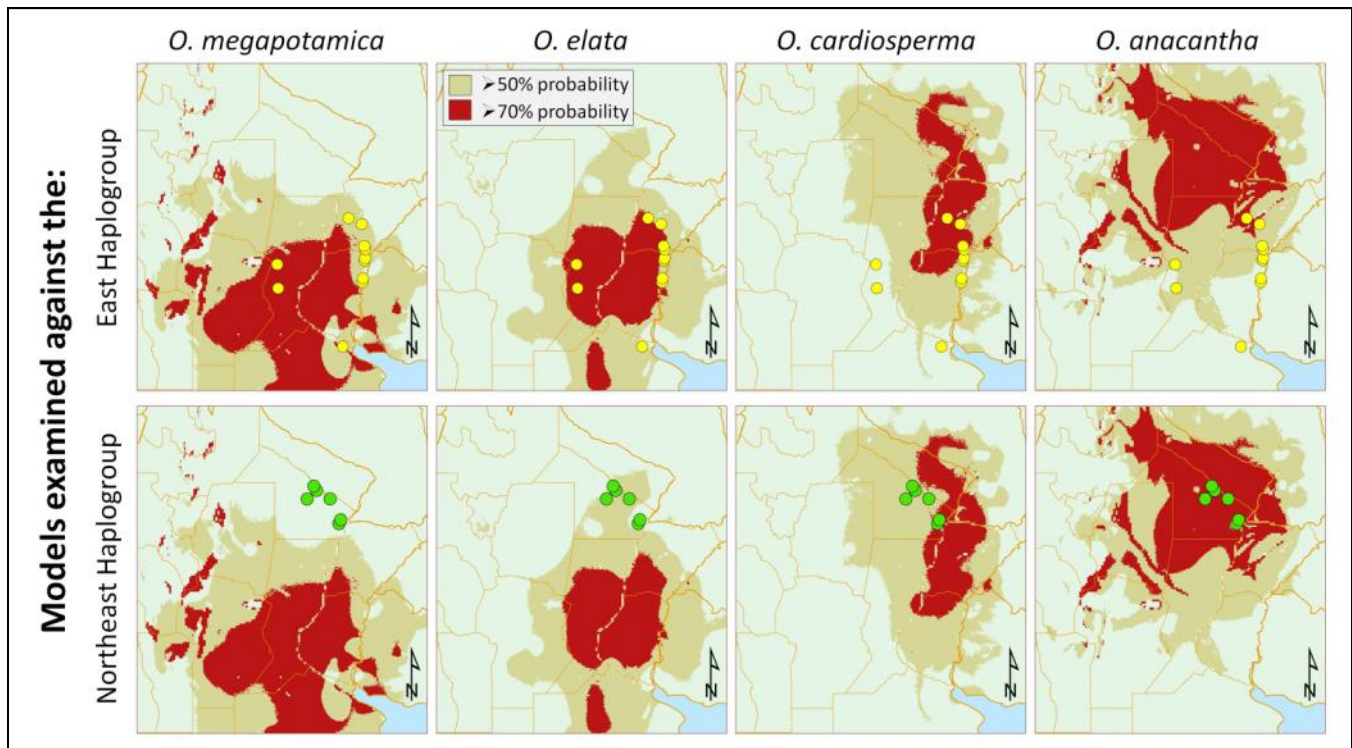 O. megapotamica
O. elata
O. cardiosperma
O. anacantha
➢50% probability
➢70% probability
Models examined against the:
East Haplogroup
Northeast Haplogroup
N
N
N
N
N
N
N
N